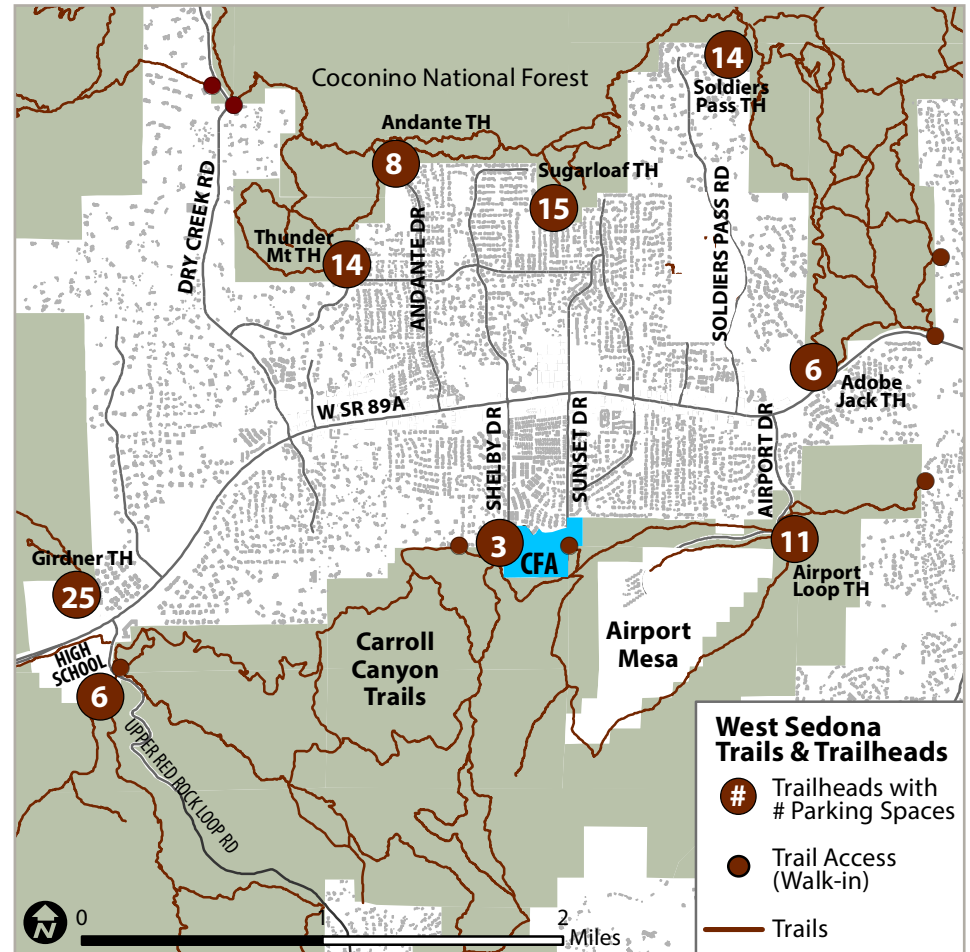 Coconino National Forest
14
Soldiers
Pass TH
Andante TH
8
Sugarloaf TH
15
DRY CREEK RD
Thunder
Mt TH
14
ANDANTE DR
SOLDIERS PASS RD
6
Adobe
Jack TH
W SR 89A
SHELBY DR
SUNSET DR
AIRPORT DR
3
CFA
11
Airport
Loop TH
Girdner TH
25
Carroll
Canyon
Trails
Airport
Mesa
HIGH
SCHOOL
6
UPPER RED ROCK LOOP RD
West Sedona
Trails & Trailheads
# Trailheads with
# Parking Spaces
Trail Access
(Walk-in)
Trails
N
0 1 2
Miles